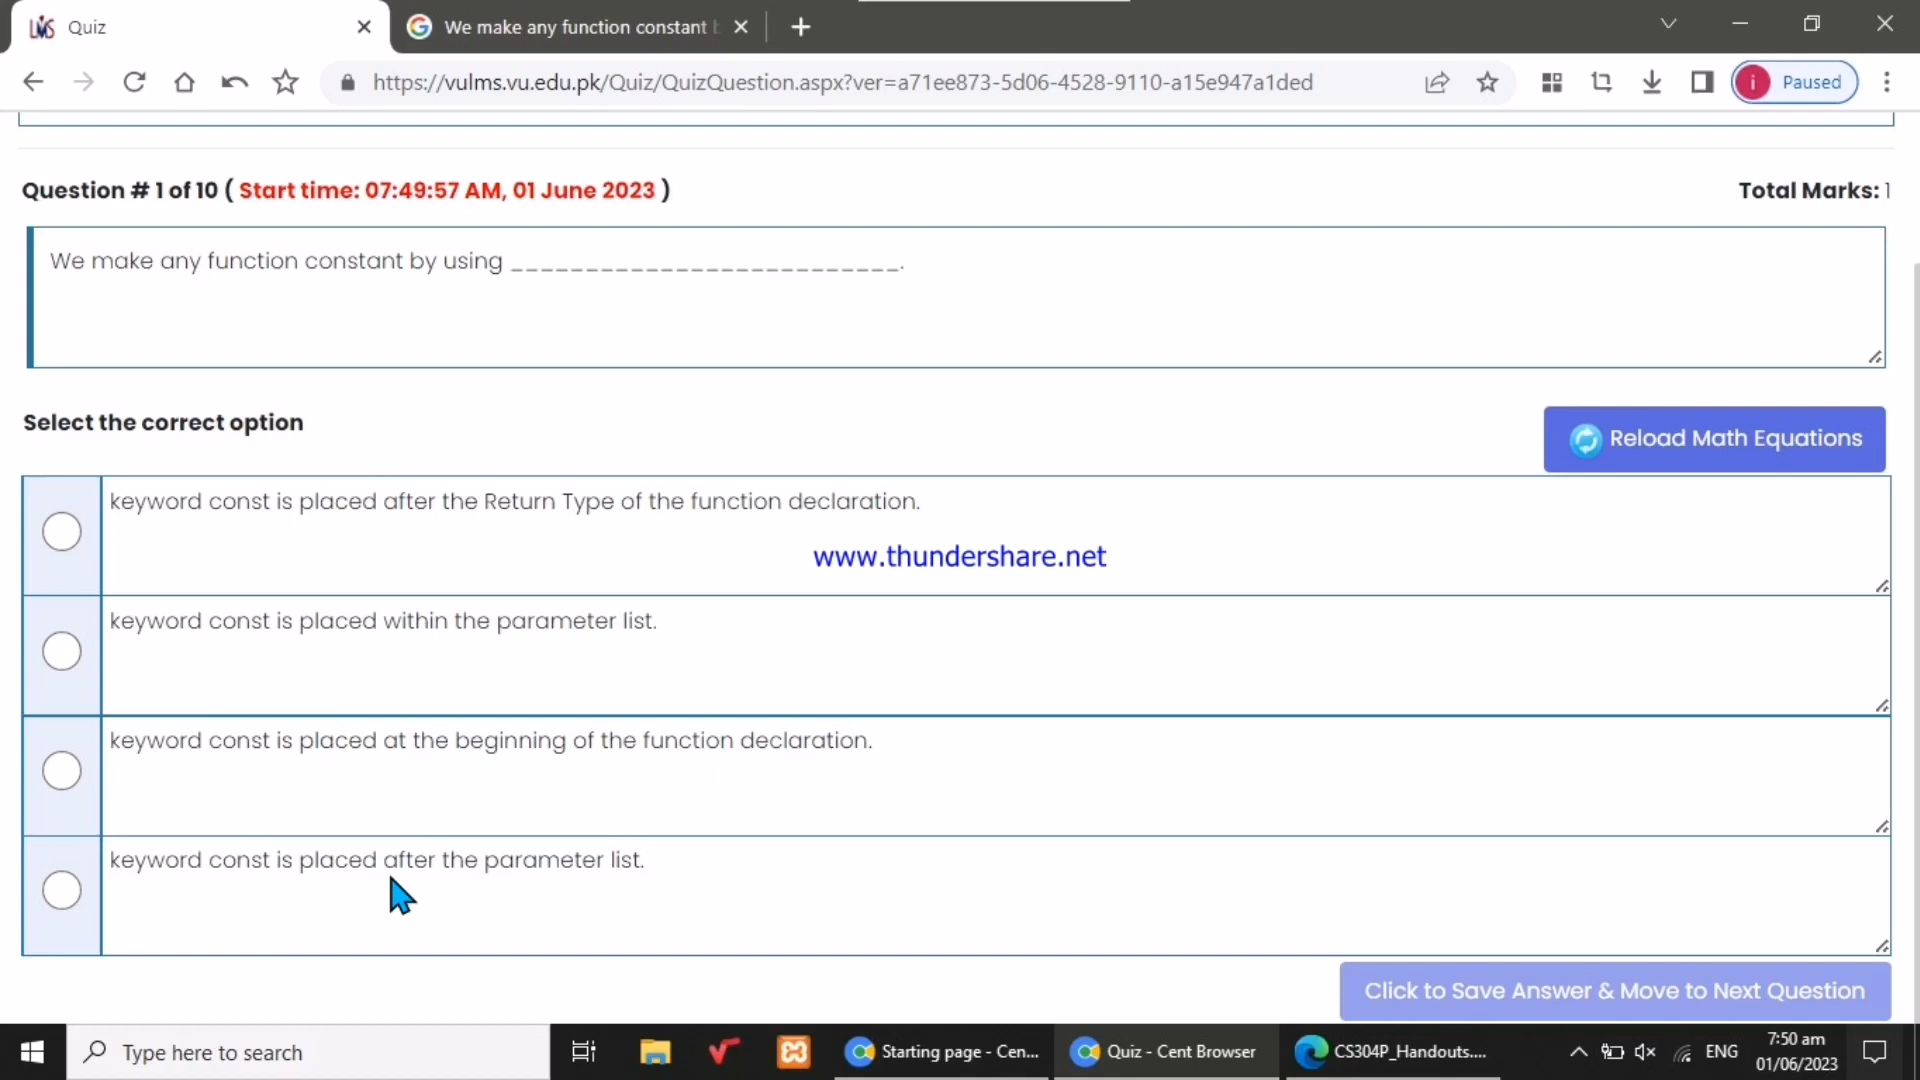 Quiz
We make any function constant b
https://vulms.vu.edu.pk/Quiz/QuizQuestion.aspx?ver=a71ee873-5d06-4528-9110-a15e947a1ded
i Paused
Question # 1 of 10 ( Start time: 07:49:57 AM, 01 June 2023 )
Total Marks: 1
We make any function constant by using __________________________.
Select the correct option
Reload Math Equations
keyword const is placed after the Return Type of the function declaration.
www.thundershare.net
keyword const is placed within the parameter list.
keyword const is placed at the beginning of the function declaration.
keyword const is placed after the parameter list.
Click to Save Answer & Move to Next Question
Type here to search
Starting page - Cen...
Quiz - Cent Browser
CS304P_Handouts....
ENG
7:50 am
01/06/2023